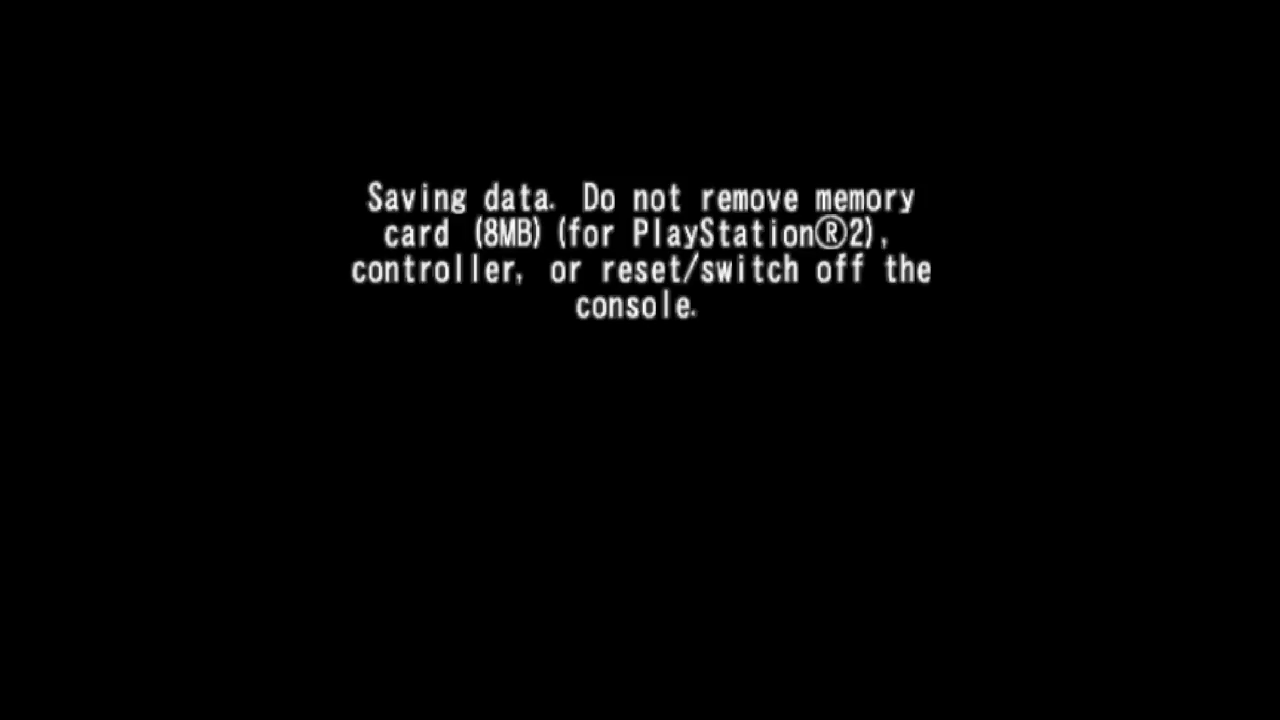 Saving data. Do not remove memory
card (8MB) (for PlayStation®2),
controller, or reset/switch off the
console.